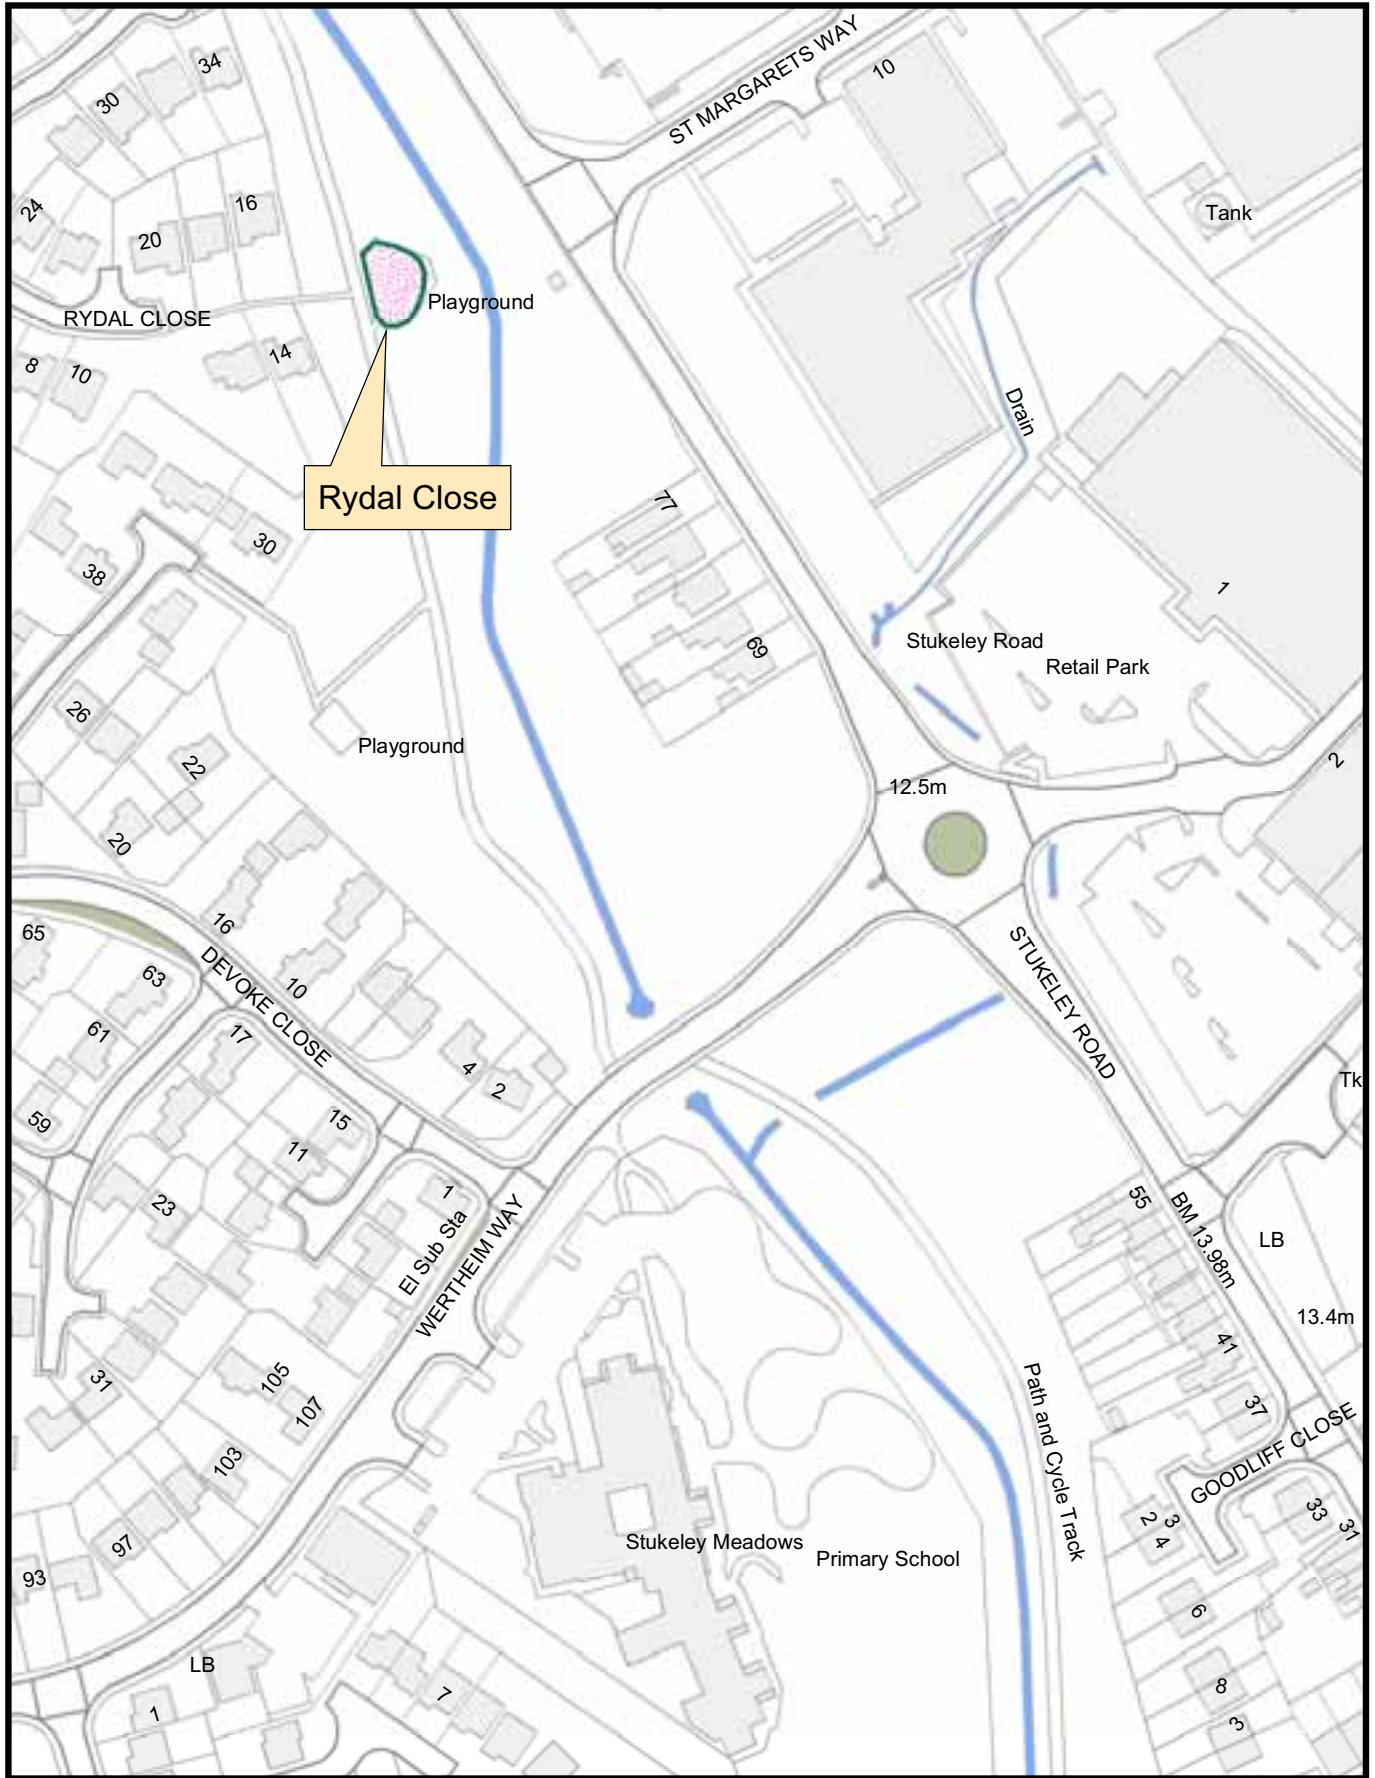 34
ST MARGARETS WAY
10
30
24
16
20
Tank
Playground
RYDAL CLOSE
14
8
10
Drain
Rydal Close
77
30
38
1
69
Stukeley Road
Retail Park
26
Playground
22
2
12.5m
20
16
65
DEVOKE CLOSE
63
10
STUKELEY ROAD
61
17
4
2
Tk
59
15
11
23
1
El Sub Sta
WERTHEIM WAY
55
BM 13.98m
LB
13.4m
41
31
105
107
Path and Cycle Track
37
GOODLIFF CLOSE
103
33
31
2
3
4
97
Stukeley Meadows
Primary School
93
6
LB
7
8
1
3